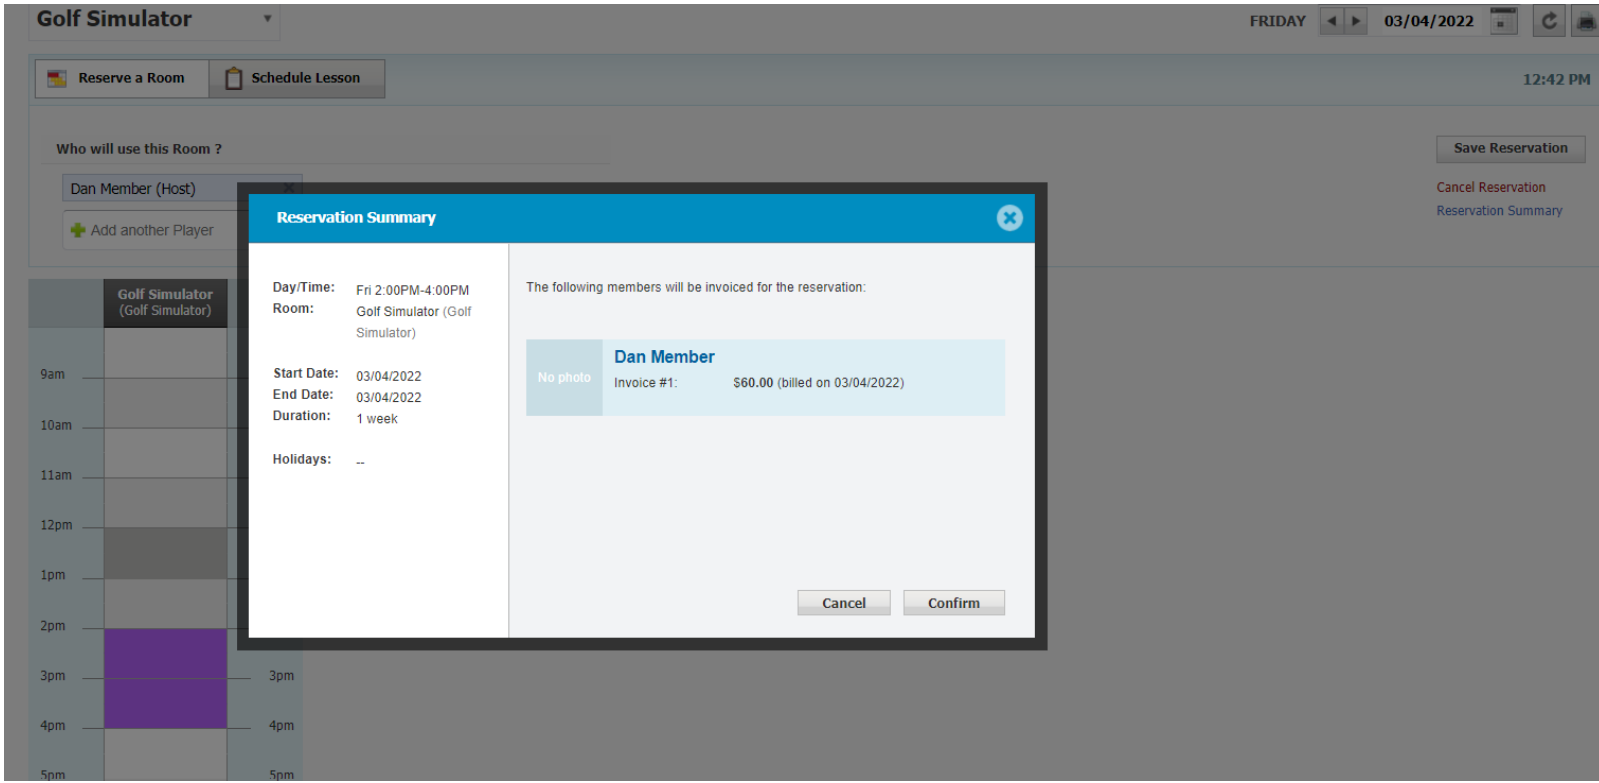 Golf Simulator
FRIDAY 03/04/2022
Reserve a Room Schedule Lesson 12:42 PM
Who will use this Room ?
Save Reservation
Dan Member (Host)
Cancel Reservation
Add another Player
Reservation Summary
Reservation Summary
Day/Time: Fri 2:00PM-4:00PM
Room: Golf Simulator (Golf
Simulator)
Start Date: 03/04/2022
End Date: 03/04/2022
Duration: 1 week
Holidays: --
The following members will be invoiced for the reservation:
No photo
Dan Member
Invoice #1: $60.00 (billed on 03/04/2022)
Cancel Confirm
Golf Simulator
(Golf Simulator)
9am
10am
11am
12pm
1pm
2pm
3pm 3pm
4pm 4pm
5pm 5pm